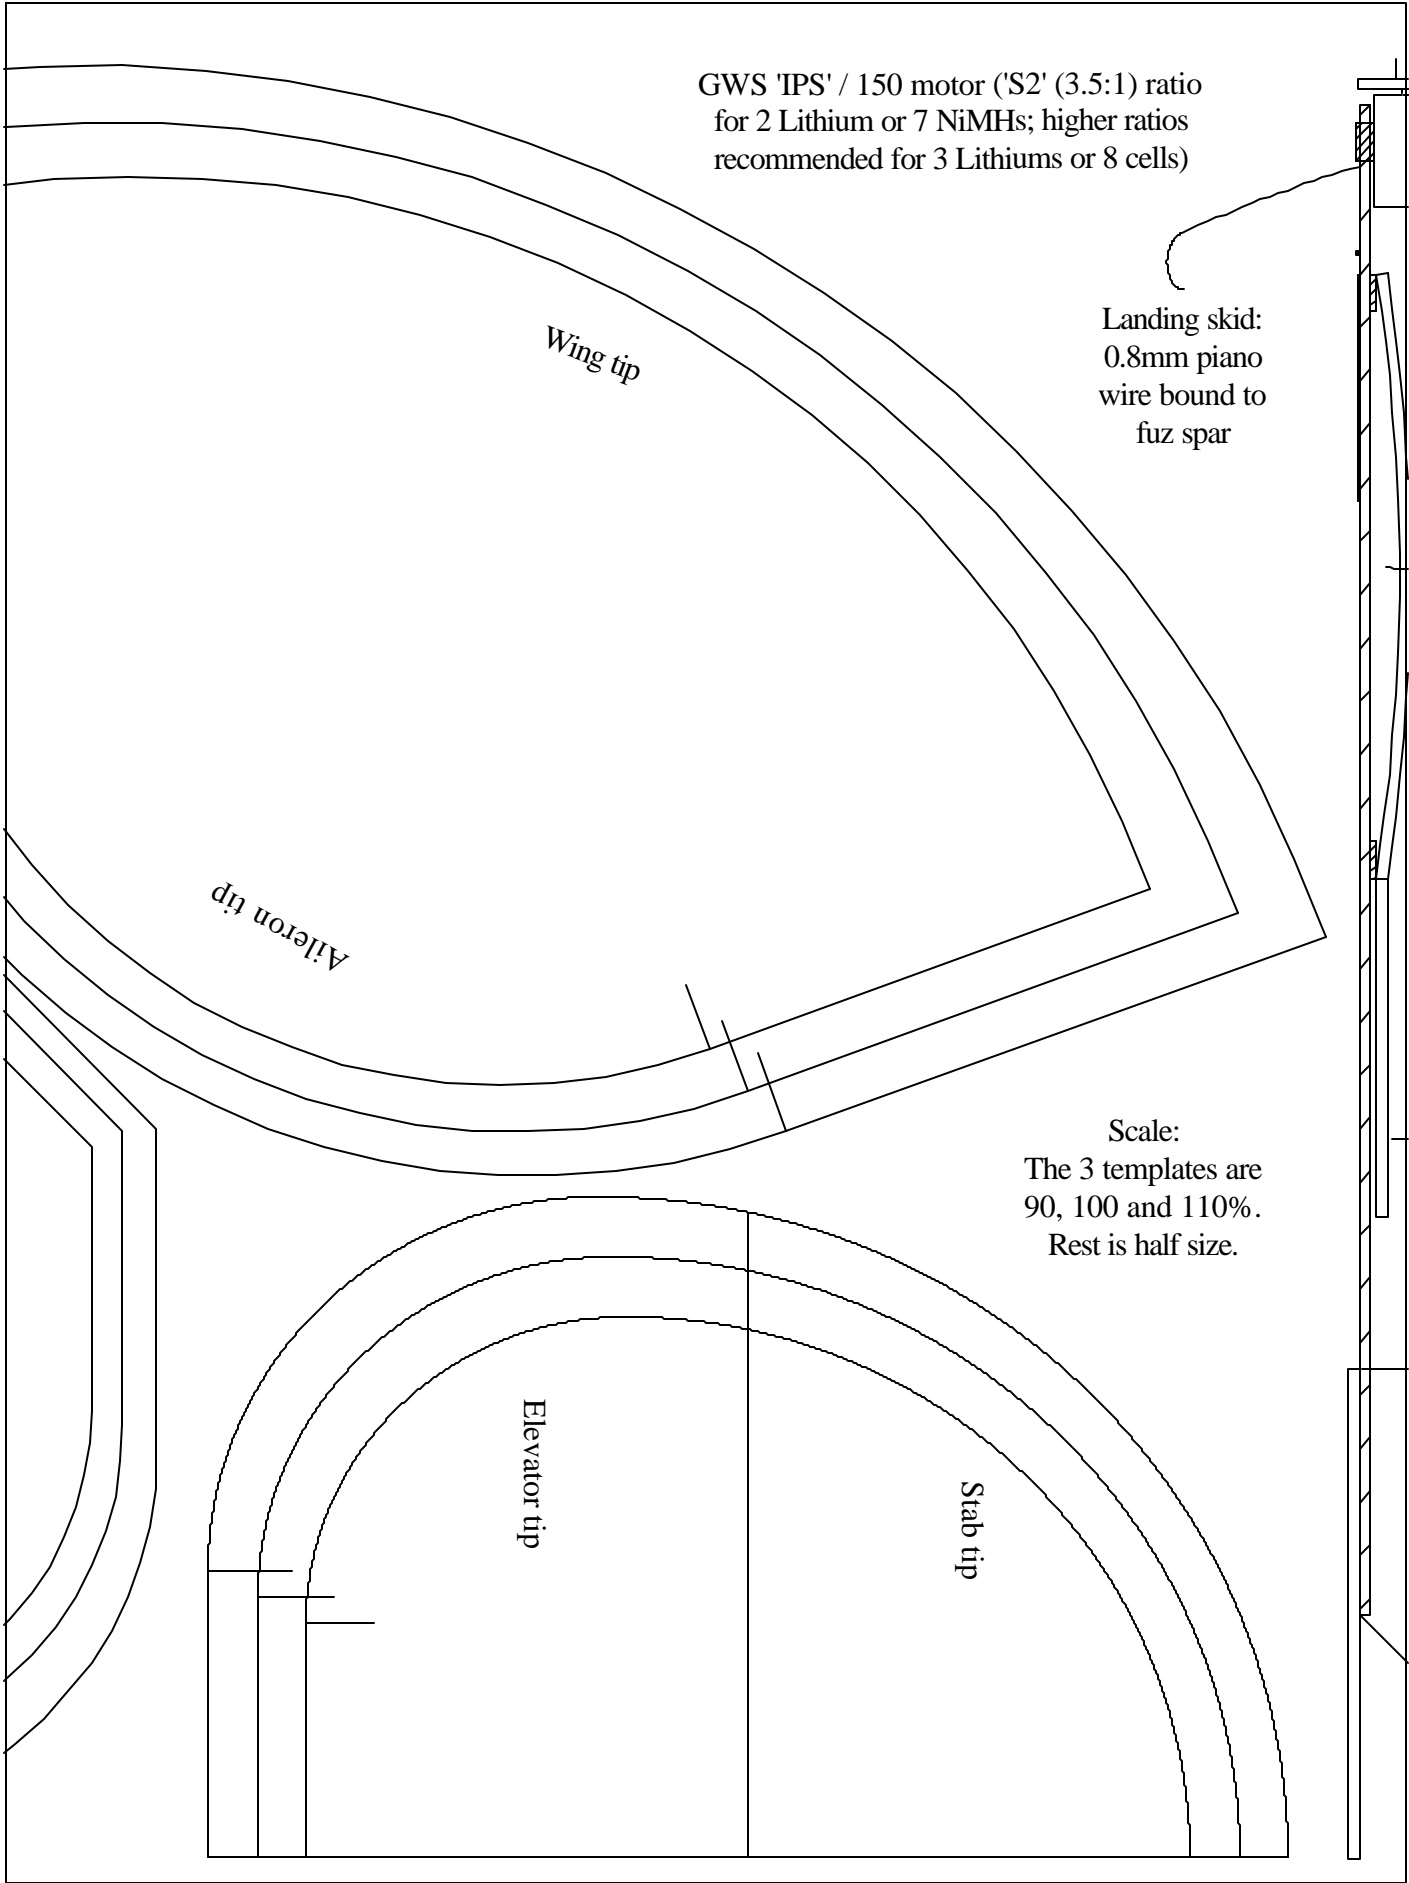 GWS 'IPS' / 150 motor ('S2' (3.5:1) ratio
for 2 Lithium or 7 NiMHs; higher ratios
recommended for 3 Lithiums or 8 cells)
Landing skid:
0.8mm piano
wire bound to
fuz spar
Wing tip
Aileron tip
Scale:
The 3 templates are
90, 100 and 110%.
Rest is half size.
Elevator tip
Stab tip